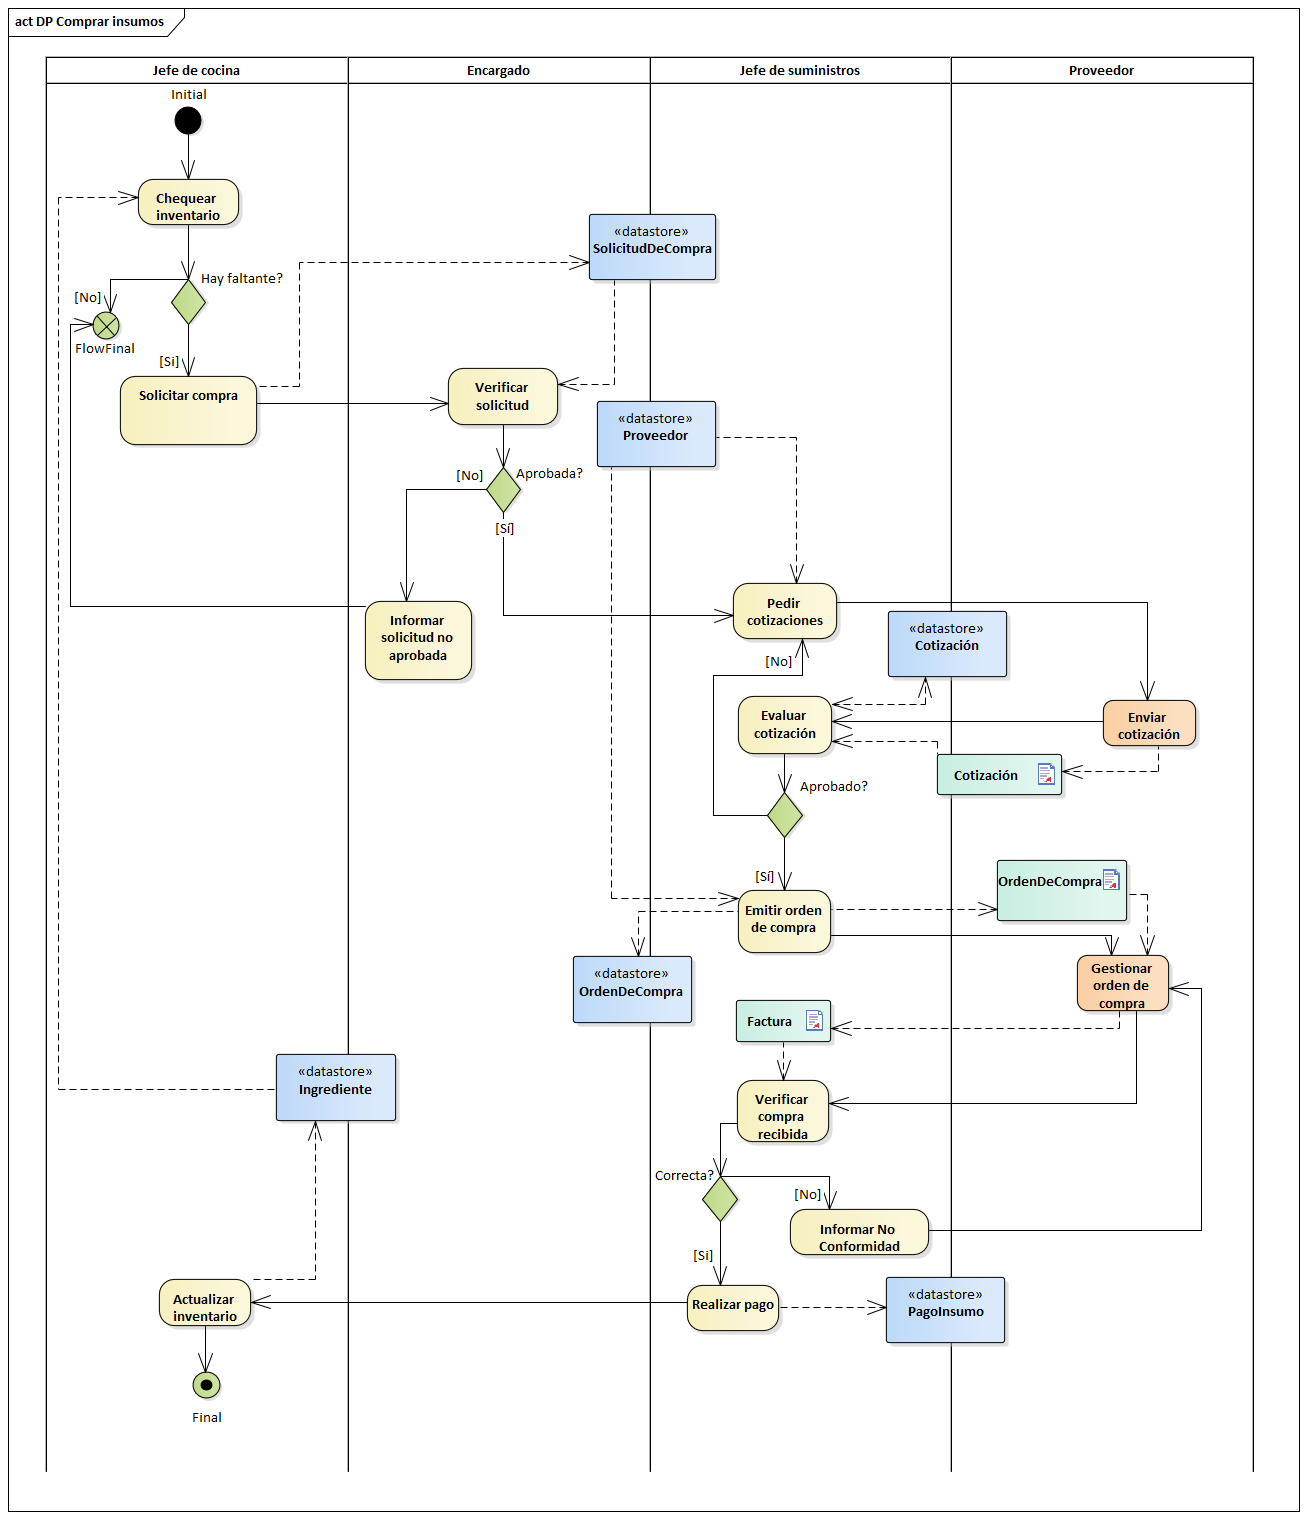 act DP Comprar insumos
Jefe de cocina
Encargado
Jefe de suministros
Proveedor
Initial
Chequear
inventario
«datastore»
SolicitudDeCompra
Hay faltante?
[No]
FlowFinal
[Si]
Solicitar compra
Verificar
solicitud
«datastore»
Proveedor
[No]
Aprobada?
[Sí]
Informar
solicitud no
aprobada
Pedir
cotizaciones
«datastore»
Cotización
[No]
Evaluar
cotización
Enviar
cotización
Cotización
Aprobado?
[Sí]
Emitir orden
de compra
OrdenDeCompra
«datastore»
OrdenDeCompra
Gestionar
orden de
compra
Factura
«datastore»
Ingrediente
Verificar
compra
recibida
Correcta?
[No]
Informar No
Conformidad
[Si]
Actualizar
inventario
Realizar pago
«datastore»
PagoInsumo
Final